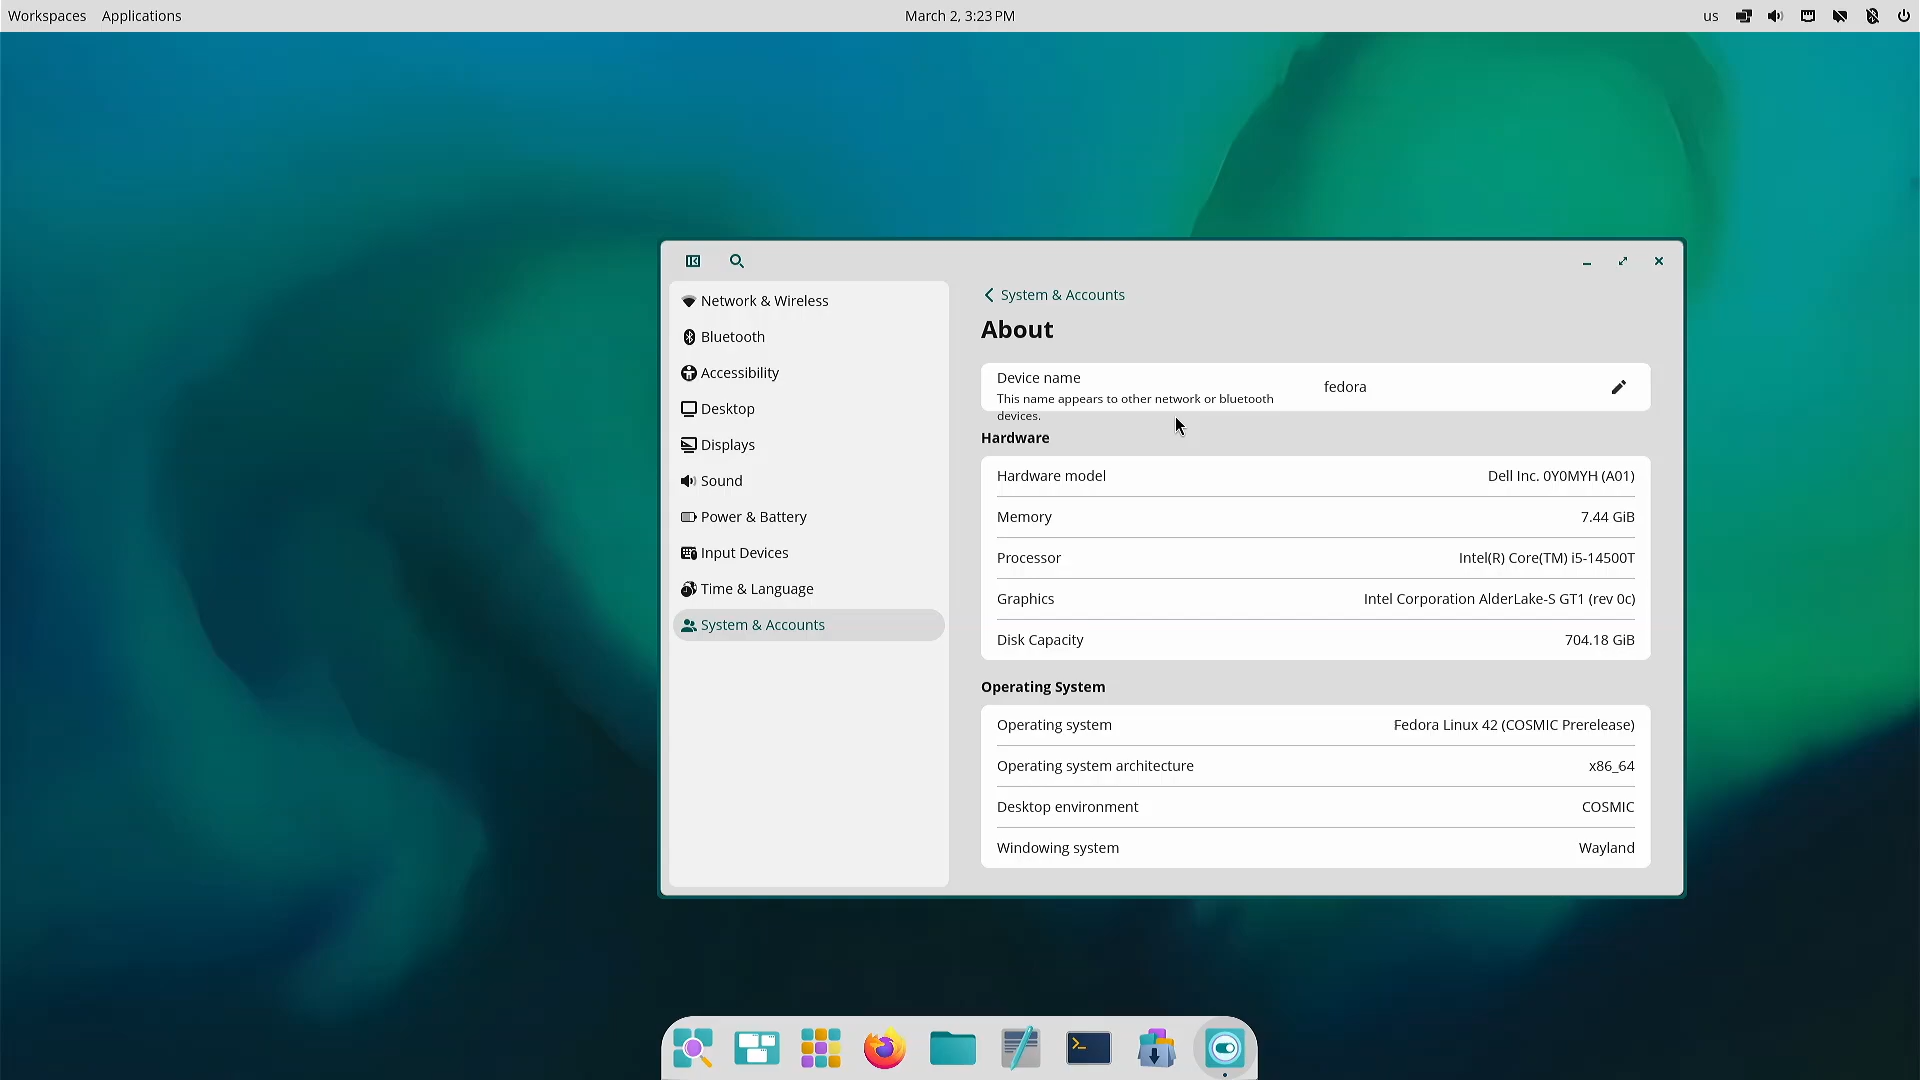 Workspaces Applications March 2, 3:23 PM us
System & Accounts
About
Network & Wireless
Bluetooth
Accessibility
Desktop
Displays
Sound
Power & Battery
Input Devices
Time & Language
System & Accounts
Device name
This name appears to other network or bluetooth
devices.
fedora
Hardware
Hardware model Dell Inc. 0Y0MYH (A01)
Memory 7.44 GiB
Processor Intel(R) Core(TM) i5-14500T
Graphics Intel Corporation AlderLake-S GT1 (rev 0c)
Disk Capacity 704.18 GiB
Operating System
Operating system Fedora Linux 42 (COSMIC Prerelease)
Operating system architecture x86_64
Desktop environment COSMIC
Windowing system Wayland